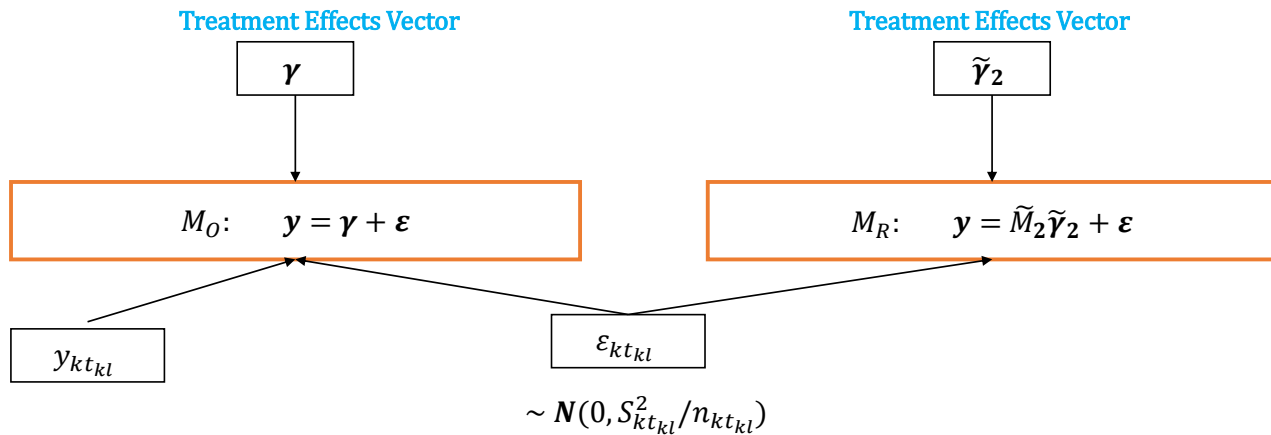 Treatment Effects Vector
Treatment Effects Vector
𝜸
𝜸̃₂
M_O: 𝒚 = 𝜸 + 𝜺
M_R: 𝒚 = M̃₂𝜸̃₂ + 𝜺
y_{kt_{kl}}
ε_{kt_{kl}}
~ 𝑵(0, S²_{kt_{kl}}/n_{kt_{kl}})